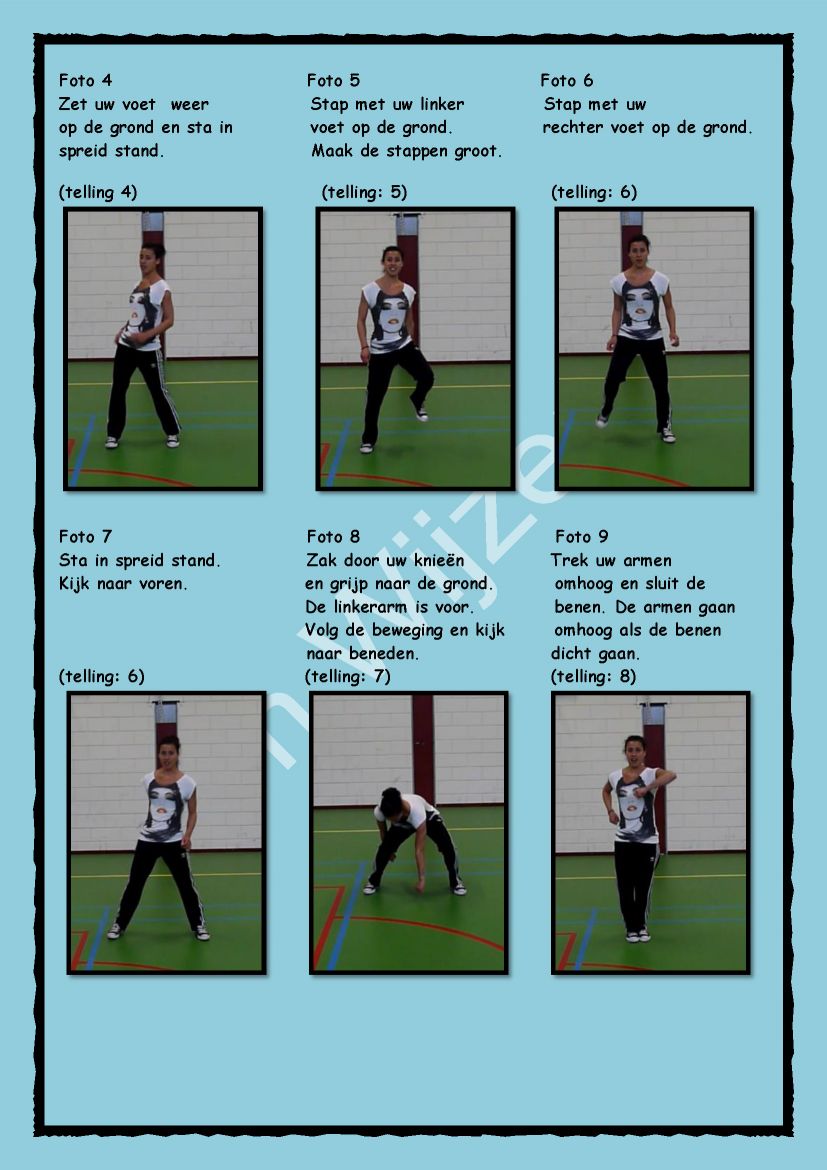 Foto 4
Zet uw voet weer
op de grond en sta in
spreid stand.
(telling 4)
Foto 5
Stap met uw linker
voet op de grond.
Maak de stappen groot.
(telling: 5)
Foto 6
Stap met uw
rechter voet op de grond.
(telling: 6)
Foto 7
Sta in spreid stand.
Kijk naar voren.
(telling: 6)
Foto 8
Zak door uw knieën
en grijp naar de grond.
De linkerarm is voor.
Volg de beweging en kijk
naar beneden.
(telling: 7)
Foto 9
Trek uw armen
omhoog en sluit de
benen. De armen gaan
omhoog als de benen
dicht gaan.
(telling: 8)
n Wijze